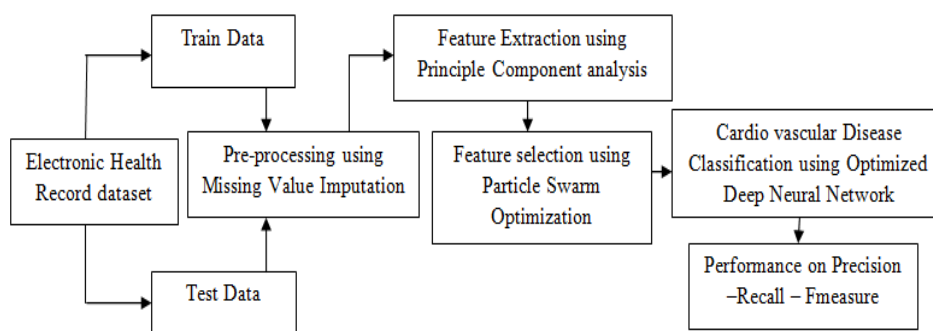 Train Data
Feature Extraction using
Principle Component analysis
Electronic Health
Record dataset
Pre-processing using
Missing Value Imputation
Feature selection using
Particle Swarm
Optimization
Cardio vascular Disease
Classification using Optimized
Deep Neural Network
Test Data
Performance on Precision
–Recall – Fmeasure